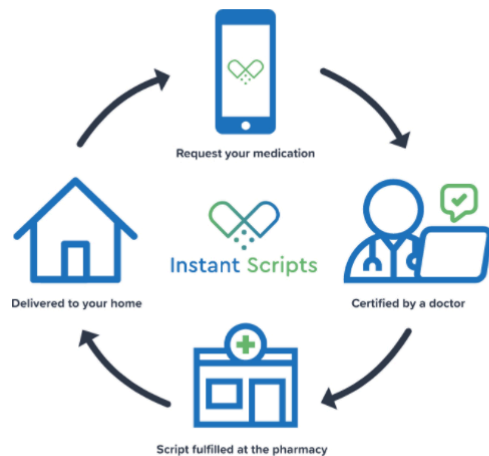 Request your medication
Instant Scripts
Delivered to your home
Certified by a doctor
Script fulfilled at the pharmacy